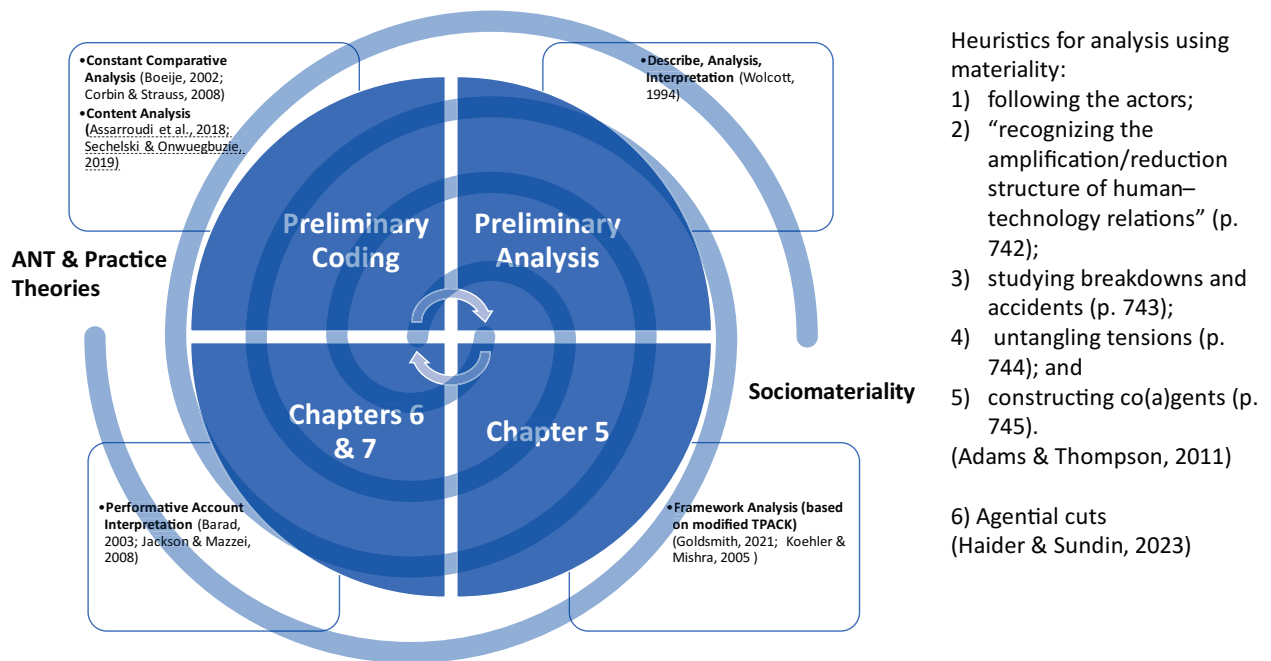 •Constant Comparative
Analysis (Boeije, 2002;
Corbin & Strauss, 2008)
•Content Analysis
(Assarroudi et al., 2018;
Sechelski & Onwuegbuzie,
2019)
•Describe, Analysis,
Interpretation (Wolcott,
1994)
Preliminary
Coding
Preliminary
Analysis
ANT & Practice
Theories
Sociomateriality
Chapters 6
& 7
Chapter 5
•Performative Account
Interpretation (Barad,
2003; Jackson & Mazzei,
2008)
•Framework Analysis (based
on modified TPACK)
(Goldsmith, 2021; Koehler &
Mishra, 2005 )
Heuristics for analysis using
materiality:
1) following the actors;
2) “recognizing the
amplification/reduction
structure of human–
technology relations” (p.
742);
3) studying breakdowns and
accidents (p. 743);
4) untangling tensions (p.
744); and
5) constructing co(a)gents (p.
745).
(Adams & Thompson, 2011)
6) Agential cuts
(Haider & Sundin, 2023)